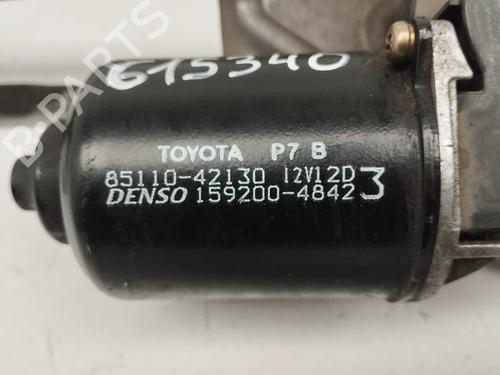 615340
TOYOTA P7 B
85110-42130 12V12D
DENSO 159200-4842 3
B-PARTS